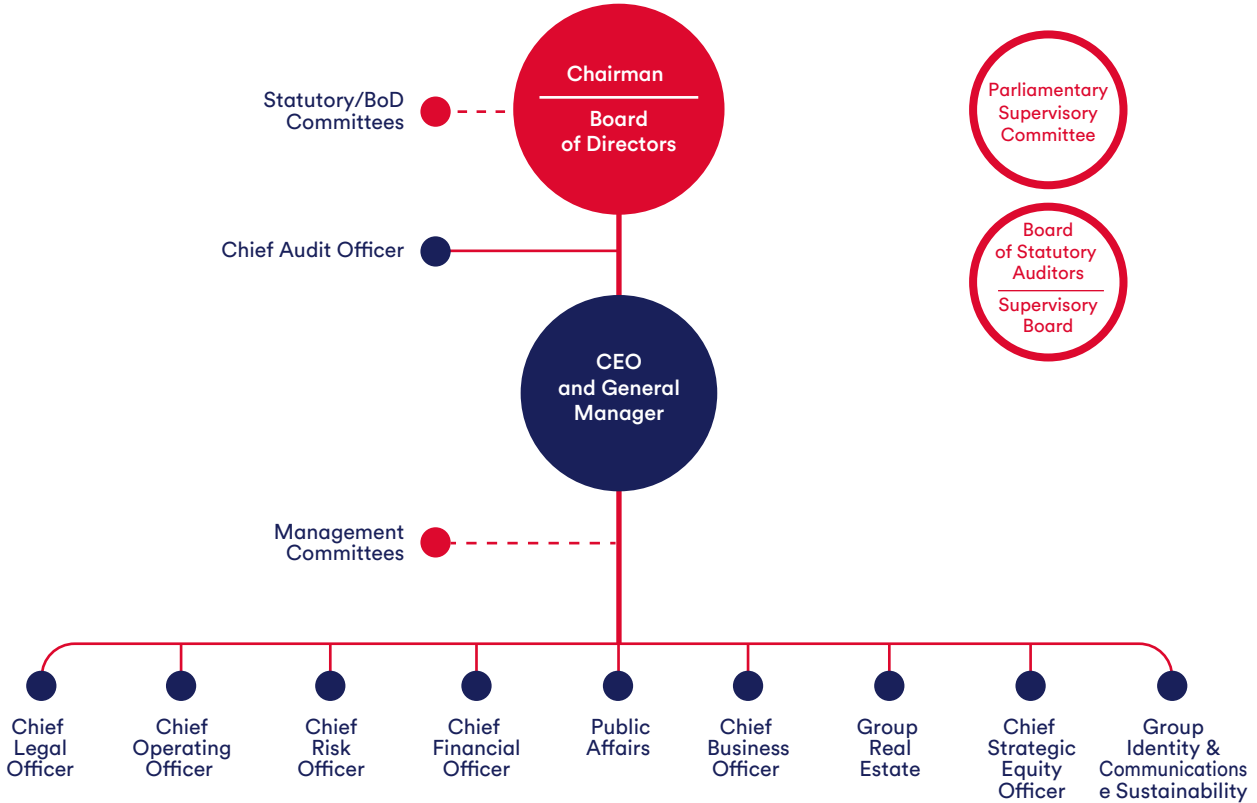 Chairman
Board
of Directors
Statutory/BoD
Committees
Parliamentary
Supervisory
Committee
Chief Audit Officer
Board
of Statutory
Auditors
Supervisory
Board
CEO
and General
Manager
Management
Committees
Chief
Legal
Officer
Chief
Operating
Officer
Chief
Risk
Officer
Chief
Financial
Officer
Public
Affairs
Chief
Business
Officer
Group
Real
Estate
Chief
Strategic
Equity
Officer
Group
Identity &
Communications
e Sustainability